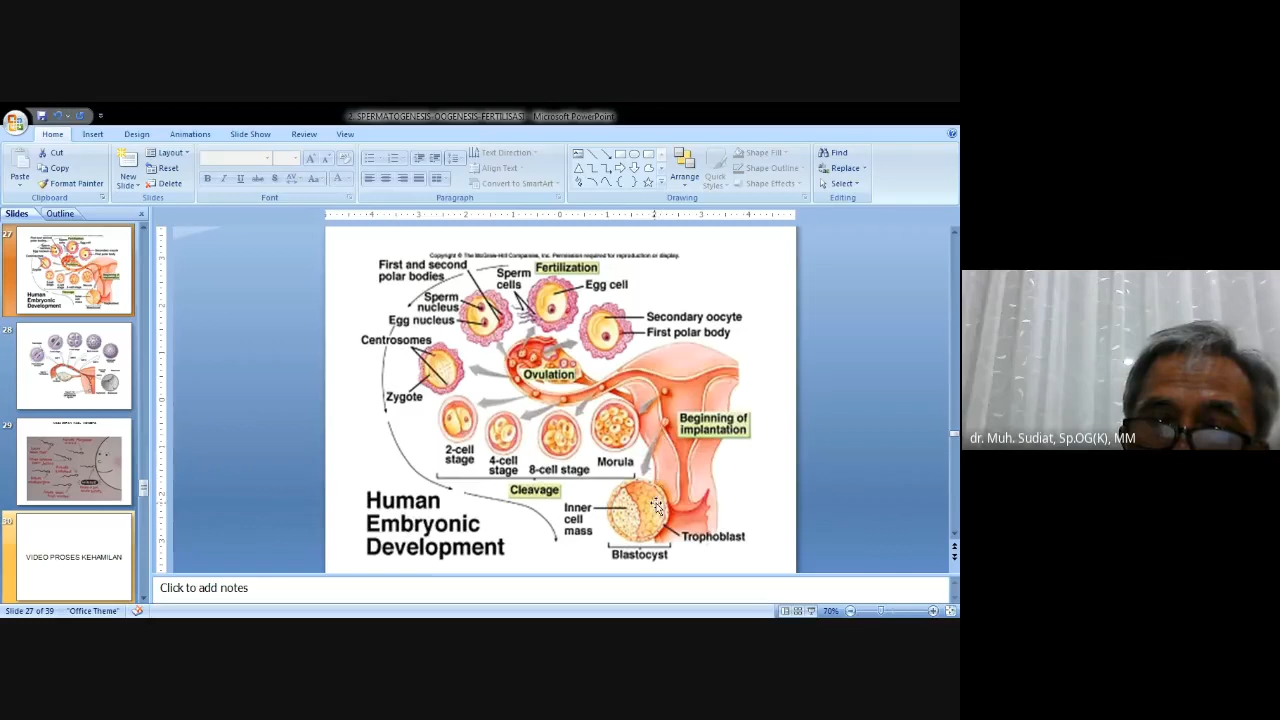 2. SPERMATOGENESIS-OOGENESIS-FERTILISASI - Microsoft PowerPoint
Home Insert Design Animations Slide Show Review View
Paste
Cut
Copy
Format Painter
Clipboard
New
Slide
Layout
Reset
Delete
Slides
Font
Text Direction
Align Text
Convert to SmartArt
Paragraph
Arrange
Quick
Styles
Shape Fill
Shape Outline
Shape Effects
Drawing
Find
Replace
Select
Editing
Slides Outline
27
28
29
30
VIDEO PROSES KEHAMILAN
Copyright © The McGraw-Hill Companies, Inc. Permission required for reproduction or display.
First and second
polar bodies
Sperm
cells
Fertilization
Egg cell
Sperm
nucleus
Egg nucleus
Secondary oocyte
First polar body
Centrosomes
Ovulation
Zygote
Beginning of
implantation
2-cell
stage
4-cell
stage
8-cell stage
Morula
Cleavage
Human
Embryonic
Development
Inner
cell
mass
Trophoblast
Blastocyst
Click to add notes
Slide 27 of 39 "Office Theme" 70%
dr. Muh. Sudiat, Sp.OG(K), MM